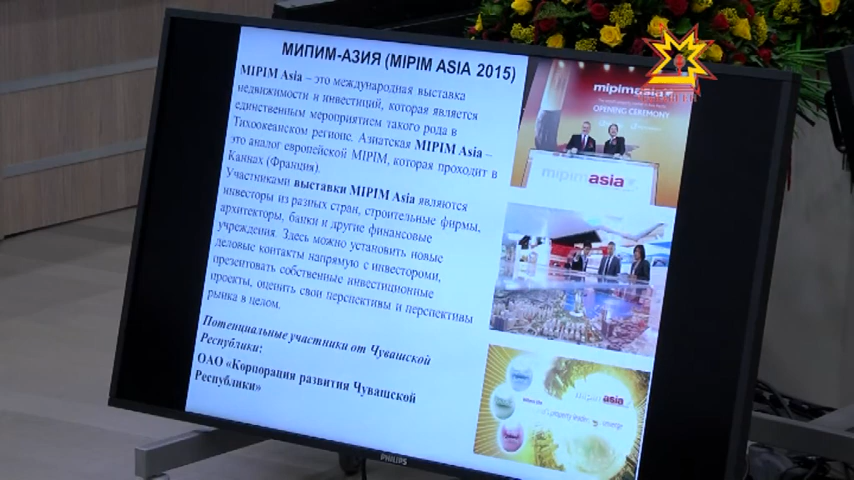 МИПИМ-АЗИЯ (MIPIM ASIA 2015)
MIPIM Asia – это международная выставка
недвижимости и инвестиций, которая является
единственным мероприятием такого рода в
Тихоокеанском регионе. Азиатская MIPIM Asia –
это аналог европейской MIPIM, которая проходит в
Каннах (Франция).
Участниками выставки MIPIM Asia являются
инвесторы из разных стран, строительные фирмы,
архитекторы, банки и другие финансовые
учреждения. Здесь можно установить новые
деловые контакты напрямую с инвесторами,
презентовать собственные инвестиционные
проекты, оценить свои перспективы и перспективы
рынка в целом.
Потенциальные участники от Чувашской
Республики:
ОАО «Корпорация развития Чувашской
Республики»
mipimasia
OPENING CEREMONY
mipimasia
mipimasia
PHILIPS